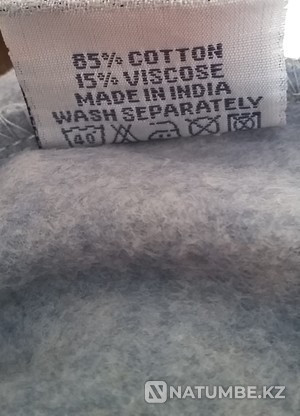 85% COTTON
15% VISCOSE
MADE IN INDIA
WASH SEPARATELY
40
NATUMBE.KZ